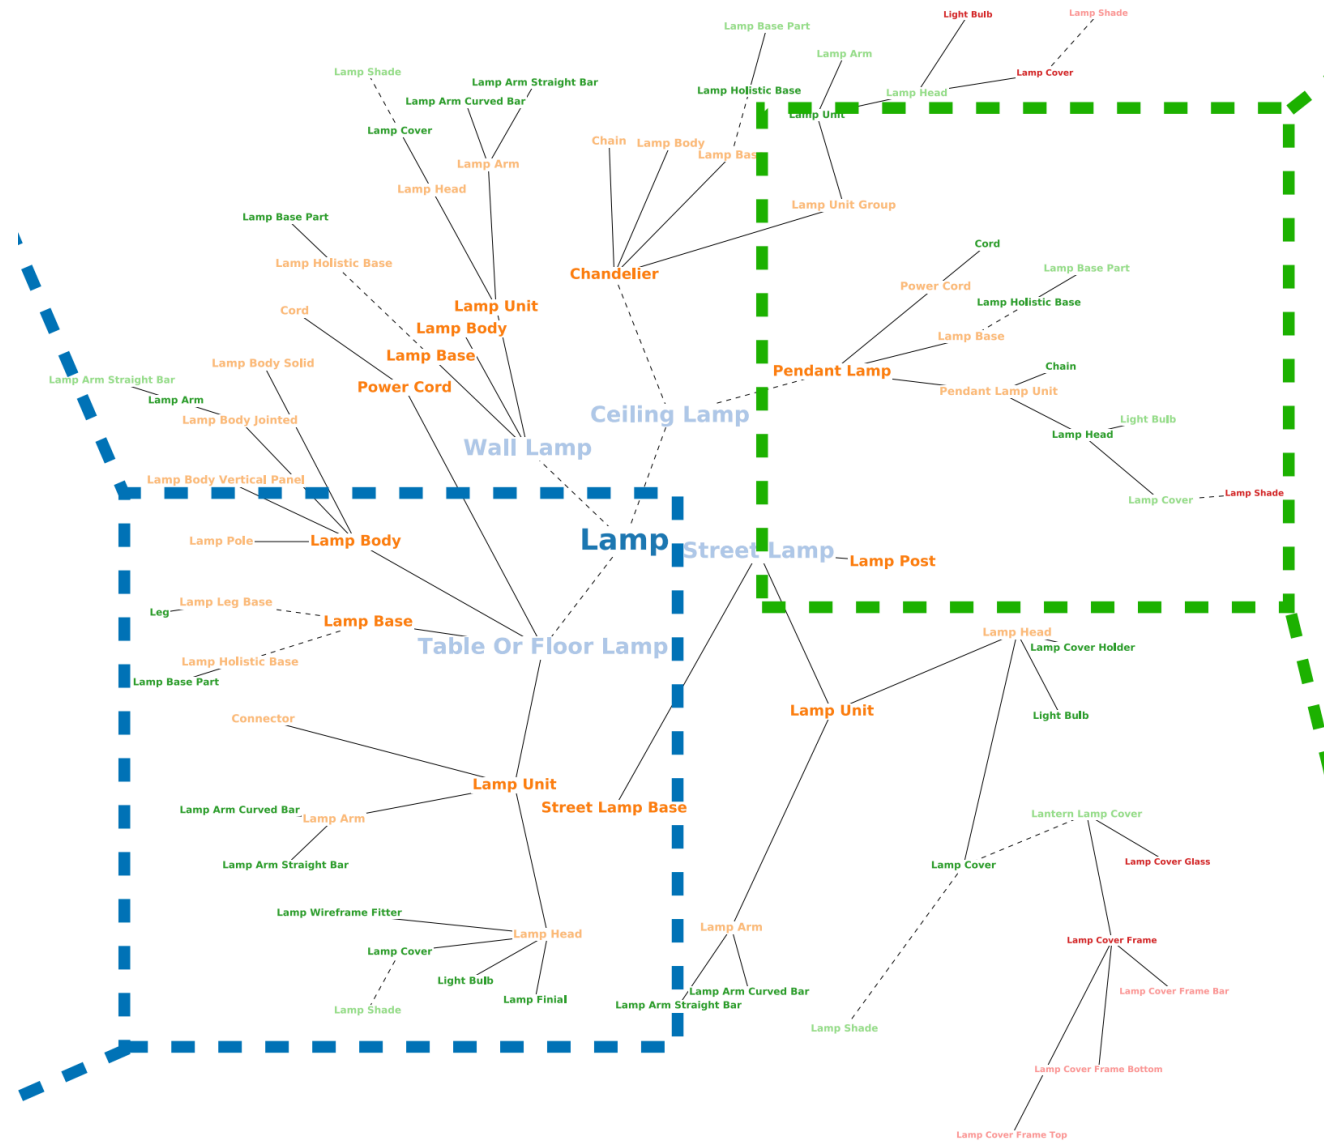 Light Bulb
Lamp Shade
Lamp Base Part
Lamp Arm
Lamp Shade
Lamp Cover
Lamp Arm Straight Bar
Lamp Holistic Base
Lamp Head
Lamp Arm Curved Bar
Lamp Unit
Lamp Cover
Chain
Lamp Body
Lamp Bas
Lamp Arm
Lamp Head
Lamp Unit Group
Lamp Base Part
Cord
Lamp Holistic Base
Chandelier
Lamp Base Part
Power Cord
Lamp Holistic Base
Lamp Unit
Cord
Lamp Body
Lamp Base
Lamp Base
Lamp Body Solid
Pendant Lamp
Chain
Lamp Arm Straight Bar
Power Cord
Pendant Lamp Unit
Lamp Arm
Ceiling Lamp
Lamp Body Jointed
Light Bulb
Lamp Head
Wall Lamp
Lamp Body Vertical Panel
Lamp Shade
Lamp Cover
Lamp Pole
Lamp Body
Lamp
Street Lamp
Lamp Post
Lamp Leg Base
Leg
Lamp Base
Lamp Head
Table Or Floor Lamp
Lamp Cover Holder
Lamp Holistic Base
Lamp Base Part
Connector
Lamp Unit
Light Bulb
Lamp Unit
Street Lamp Base
Lamp Arm Curved Bar
Lamp Arm
Lantern Lamp Cover
Lamp Arm Straight Bar
Lamp Cover
Lamp Cover Glass
Lamp Wireframe Fitter
Lamp Head
Lamp Arm
Lamp Cover Frame
Lamp Cover
Light Bulb
Lamp Finial
Lamp Arm Curved Bar
Lamp Cover Frame Bar
Lamp Shade
Lamp Arm Straight Bar
Lamp Shade
Lamp Cover Frame Bottom
Lamp Cover Frame Top